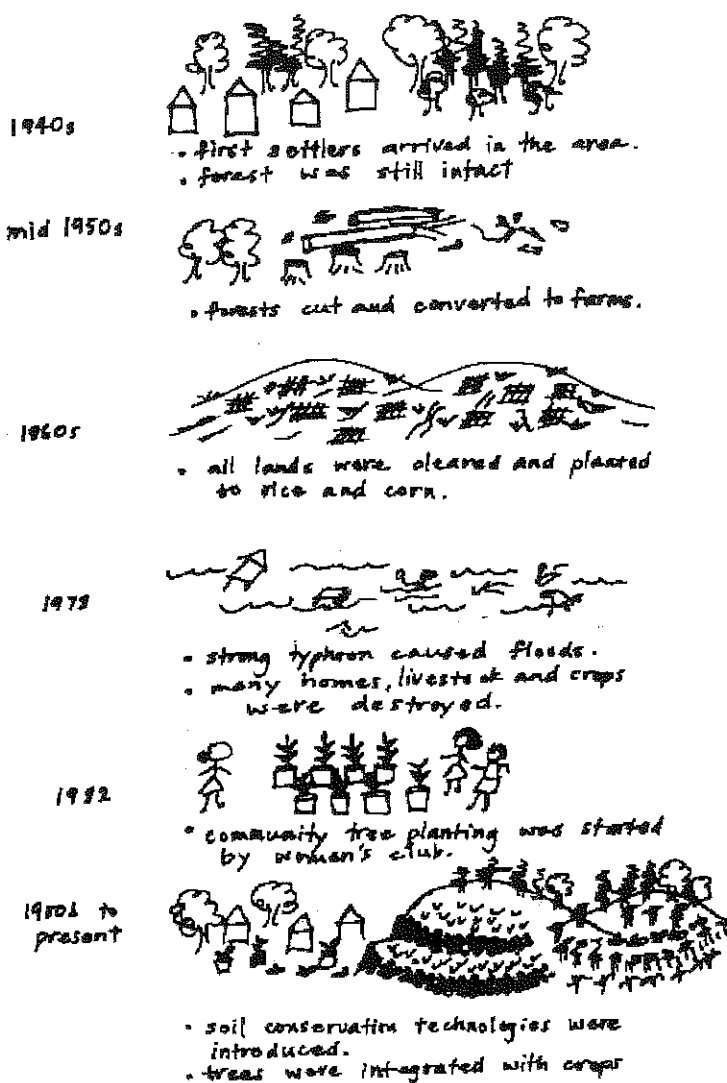 1940s
• first settlers arrived in the area.
• forest was still intact
mid 1950s
• forests cut and converted to farms.
1960s
• all lands were cleared and planted
to rice and corn.
• strong typhoon caused floods.
• many homes, livestock and crops
were destroyed.
1982
• community tree planting was started
by women's club.
1980s to
present
• soil conservation technologies were
introduced.
• trees were integrated with crops